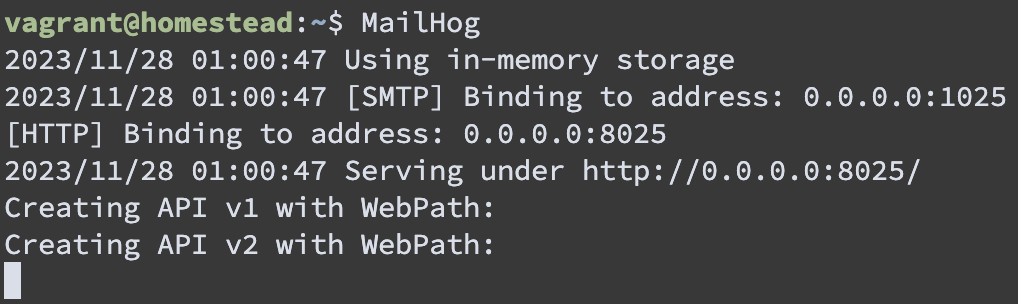 vagrant@homestead:~$ MailHog
2023/11/28 01:00:47 Using in-memory storage
2023/11/28 01:00:47 [SMTP] Binding to address: 0.0.0.0:1025
[HTTP] Binding to address: 0.0.0.0:8025
2023/11/28 01:00:47 Serving under http://0.0.0.0:8025/
Creating API v1 with WebPath:
Creating API v2 with WebPath: